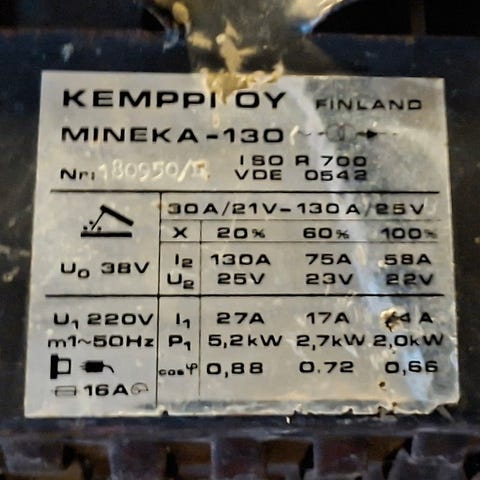 KEMPPI OY FINLAND
MINEKA-130
ISO R 700
Nr: 180950/ VDE 0542
30A/21V-130A/25V
X 20% 60% 100%
U0 38V
I2 130A 75A 58A
U2 25V 23V 22V
U1 220V I1 27A 17A A
m1~50Hz P1 5,2kW 2,7kW 2,0kW
cosφ 0,88 0.72 0,66
16A